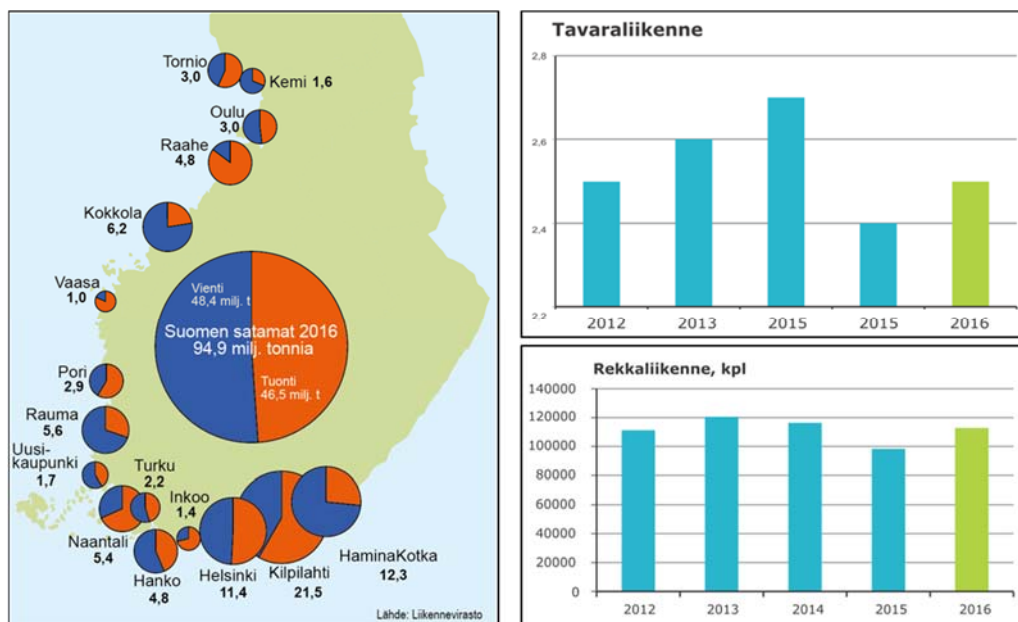 Tornio
3,0
Kemi 1,6
Oulu
3,0
Raahe
4,8
Kokkola
6,2
Vaasa
1,0
Vienti
48,4 milj. t
Suomen satamat 2016
94,9 milj. tonnia
Tuonti
46,5 milj. t
Pori
2,9
Rauma
5,6
Uusi-
kaupunki
1,7
Turku
2,2
Inkoo
1,4
Naantali
5,4
Hanko
4,8
Helsinki
11,4
Kilpilahti
21,5
HaminaKotka
12,3
Lähde: Liikennevirasto
Tavaraliikenne
2,8
2,6
2,4
2,2
2012 2013 2015 2015 2016
Rekkaliikenne, kpl
140000
120000
100000
80000
60000
40000
20000
0
2012 2013 2014 2015 2016